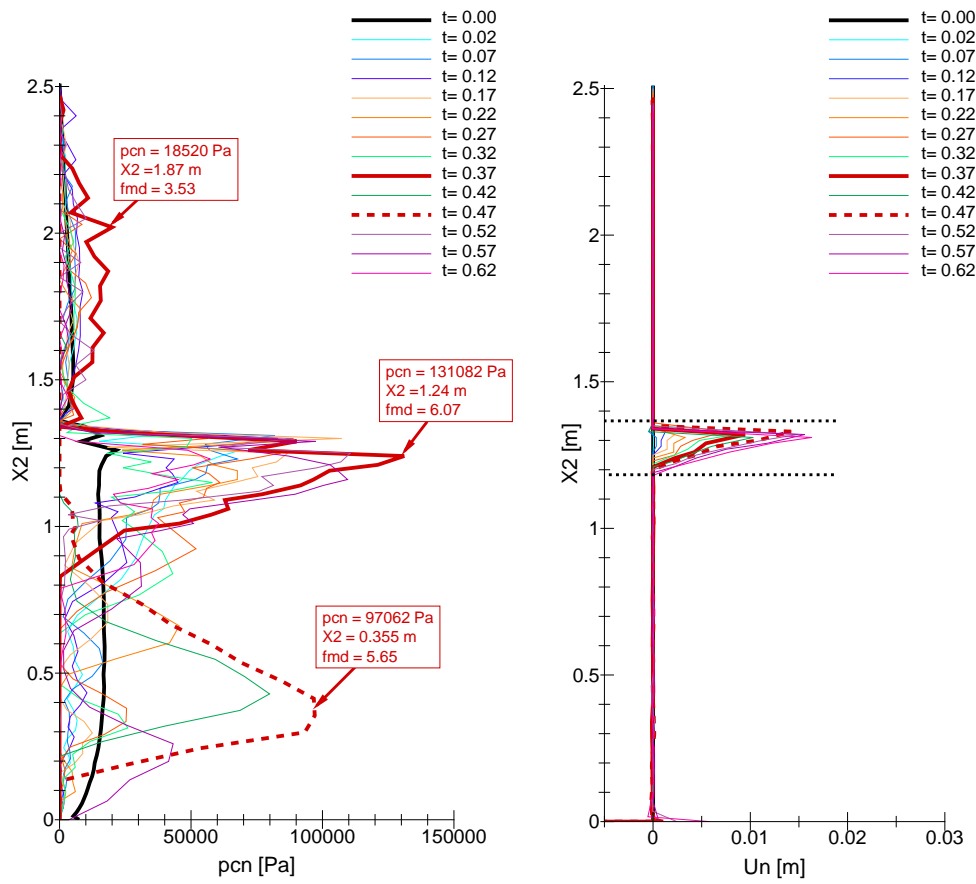 t= 0.00
t= 0.02
t= 0.07
t= 0.12
t= 0.17
t= 0.22
t= 0.27
t= 0.32
t= 0.37
t= 0.42
t= 0.47
t= 0.52
t= 0.57
t= 0.62
2.5
2
1.5
1
0.5
0
X2 [m]
pcn = 18520 Pa
X2 =1.87 m
fmd = 3.53
pcn = 131082 Pa
X2 =1.24 m
fmd = 6.07
pcn = 97062 Pa
X2 = 0.355 m
fmd = 5.65
0 50000 100000 150000
pcn [Pa]
t= 0.00
t= 0.02
t= 0.07
t= 0.12
t= 0.17
t= 0.22
t= 0.27
t= 0.32
t= 0.37
t= 0.42
t= 0.47
t= 0.52
t= 0.57
t= 0.62
2.5
2
1.5
1
0.5
0
X2 [m]
0 0.01 0.02 0.03
Un [m]